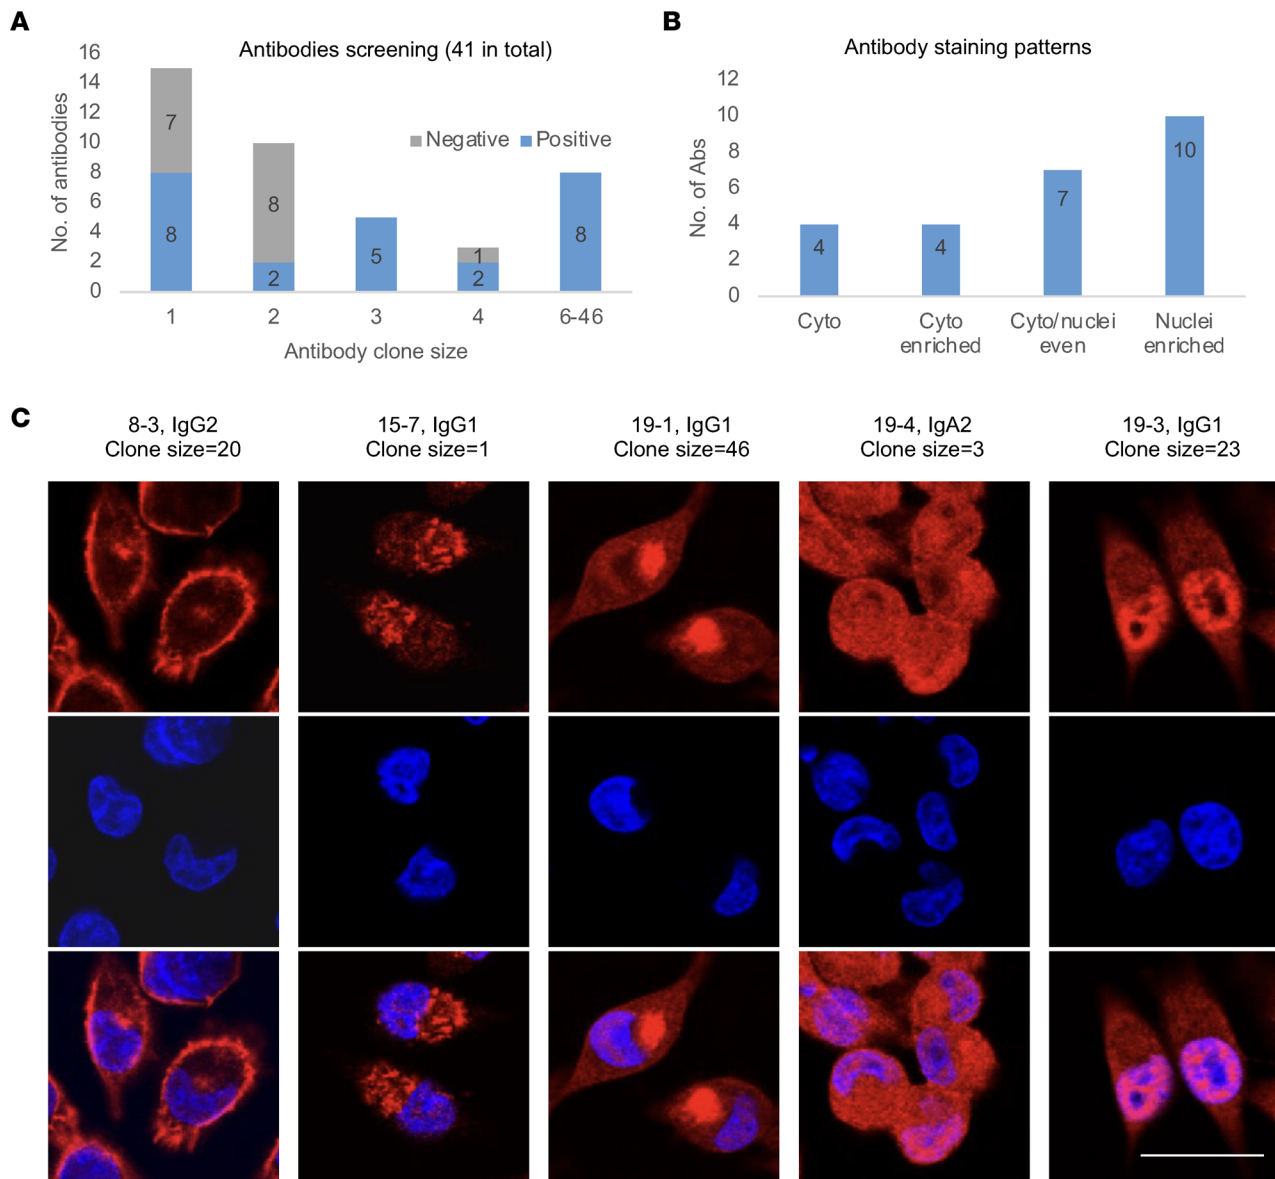 A
Antibodies screening (41 in total)
No. of antibodies
16
14
12
10
8
6
4
2
0
Negative Positive
7
8
8
2
5
1
2
8
1 2 3 4 6-46
Antibody clone size
B
Antibody staining patterns
No. of Abs
12
10
8
6
4
2
0
4
4
7
10
Cyto
Cyto
enriched
Cyto/nuclei
even
Nuclei
enriched
C
8-3, IgG2
Clone size=20
15-7, IgG1
Clone size=1
19-1, IgG1
Clone size=46
19-4, IgA2
Clone size=3
19-3, IgG1
Clone size=23